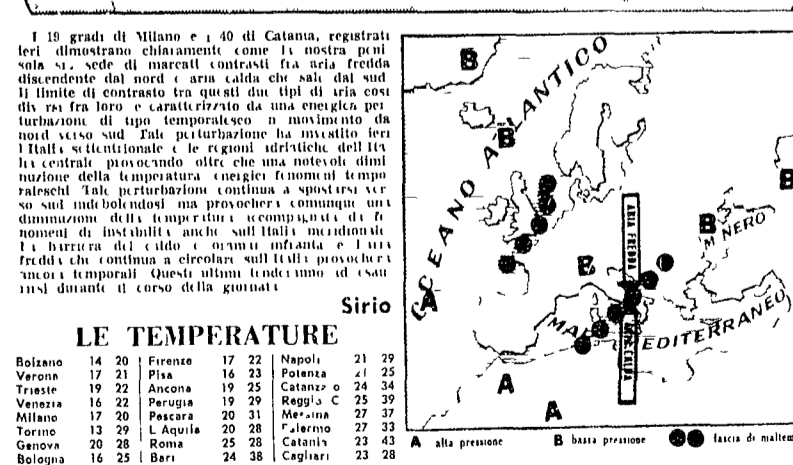 I 19 gradi di Milano e i 40 di Catania, registrati
ieri dimostrano chiaramente come la nostra peni
sola sia sede di marcati contrasti fra aria fredda
discendente dal nord e aria calda che sale dal sud
Il limite di contrasto tra questi due tipi di aria così
diversi fra loro è caratterizzato da una energica per
turbazione di tipo temporalesco in movimento da
nord verso sud Tale perturbazione ha investito ieri
l'Italia settentrionale e le regioni adriatiche dell'Ita
lia centrale provocando oltre che una notevole dimi
nuzione della temperatura energici fenomeni tempo
raleschi Tale perturbazione continua a spostarsi ver
so sud indebolendosi ma provocherà comunque una
diminuzione della temperatura accompagnata da fe
nomeni di instabilità anche sull'Italia meridionale
La barriera del caldo è oramai infranta e l'aria
fredda che continua a circolare sull'Italia provocherà
ancora temporali Questi ultimi tenderanno ad esau
rirsi durante il corso della giornata
Sirio
LE TEMPERATURE
Bolzano 14 20
Verona 17 21
Trieste 19 22
Venezia 16 22
Milano 17 20
Torino 13 29
Genova 20 28
Bologna 16 25
Firenze 17 22
Pisa 16 23
Ancona 19 25
Perugia 19 29
Pescara 20 31
L Aquila 20 28
Roma 25 28
Bari 24 38
Napoli 21 29
Potenza 21 25
Catanza o 24 34
Reggio C 25 39
Messina 27 37
Palermo 27 33
Catania 23 43
Cagliari 23 28
OCEANO ATLANTICO
B
B
B
B
B
M NERO
ARIA FREDDA
ARIA CALDA
MAR MEDITERRANEO
A
A
A
A alta pressione B bassa pressione fascia di maltem